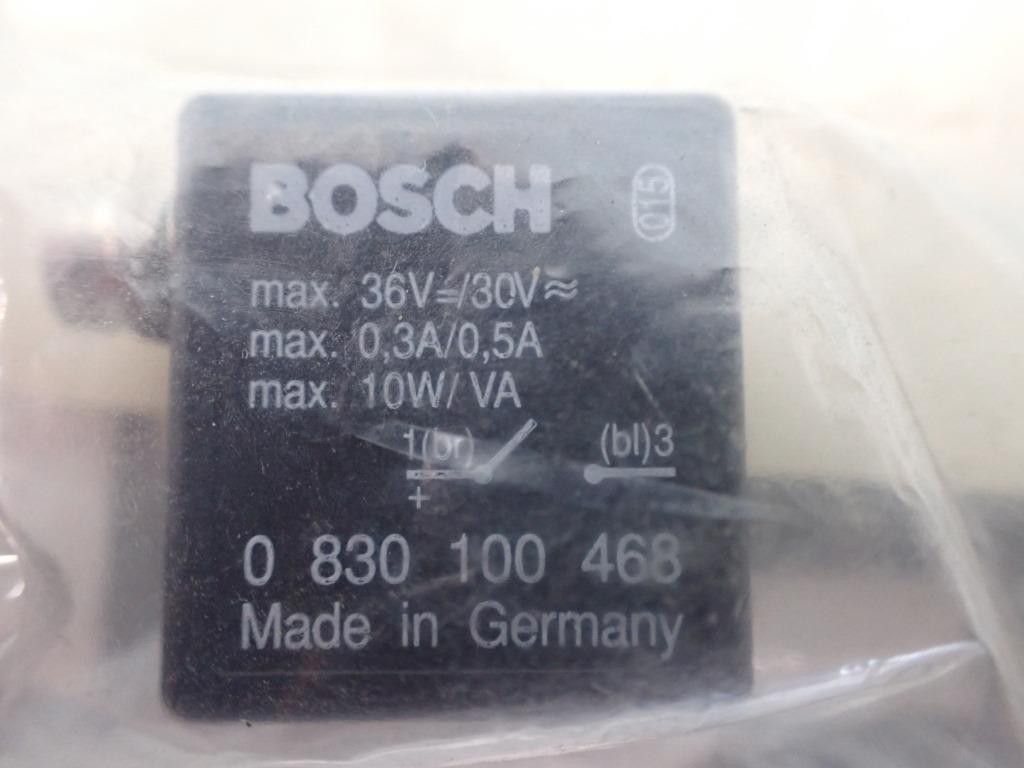 BOSCH
015
max. 36V=/30V≈
max. 0,3A/0,5A
max. 10W/ VA
1(br) (bl)3
+
0 830 100 468
Made in Germany